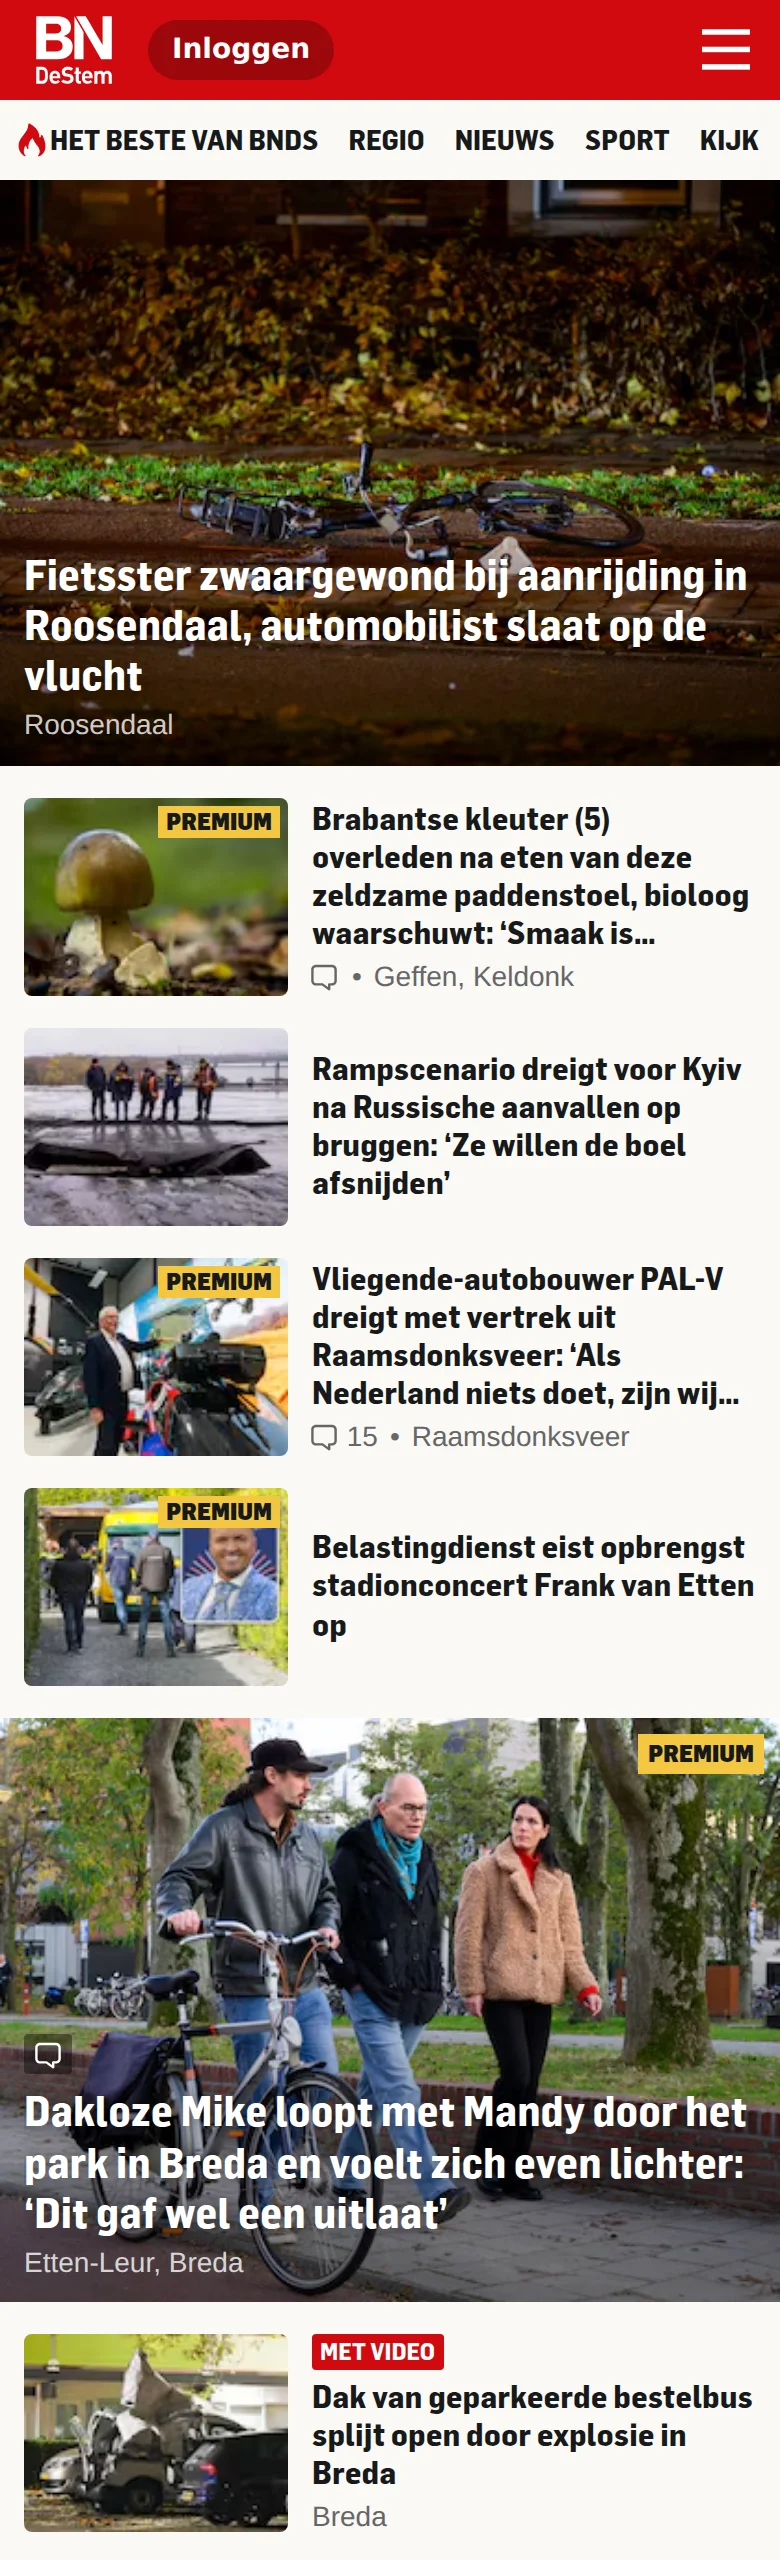 BN
DeStem
Inloggen
HET BESTE VAN BNDS REGIO NIEUWS SPORT KIJK
Fietsster zwaargewond bij aanrijding in
Roosendaal, automobilist slaat op de
vlucht
Roosendaal
PREMIUM
Brabantse kleuter (5)
overleden na eten van deze
zeldzame paddenstoel, bioloog
waarschuwt: ‘Smaak is...
• Geffen, Keldonk
Rampscenario dreigt voor Kyiv
na Russische aanvallen op
bruggen: ‘Ze willen de boel
afsnijden’
PREMIUM
Vliegende-autobouwer PAL-V
dreigt met vertrek uit
Raamsdonksveer: ‘Als
Nederland niets doet, zijn wij...
15 • Raamsdonksveer
PREMIUM
Belastingdienst eist opbrengst
stadionconcert Frank van Etten
op
PREMIUM
Dakloze Mike loopt met Mandy door het
park in Breda en voelt zich even lichter:
‘Dit gaf wel een uitlaat’
Etten-Leur, Breda
MET VIDEO
Dak van geparkeerde bestelbus
splijt open door explosie in
Breda
Breda